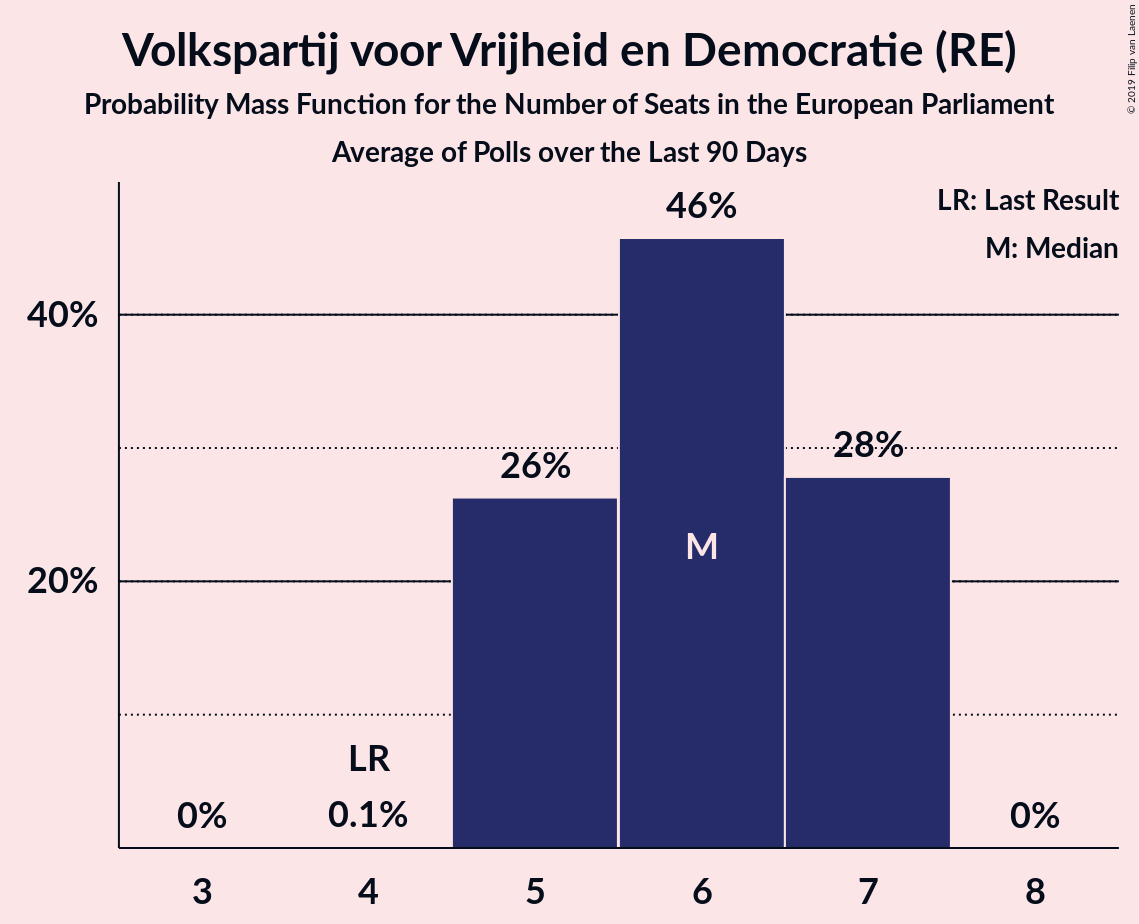 Volkspartij voor Vrijheid en Democratie (RE)
Probability Mass Function for the Number of Seats in the European Parliament
Average of Polls over the Last 90 Days
© 2019 Filip van Laenen
LR: Last Result
M: Median
46%
40%
28%
26%
M
20%
LR
0% 0.1% 0%
3 4 5 6 7 8